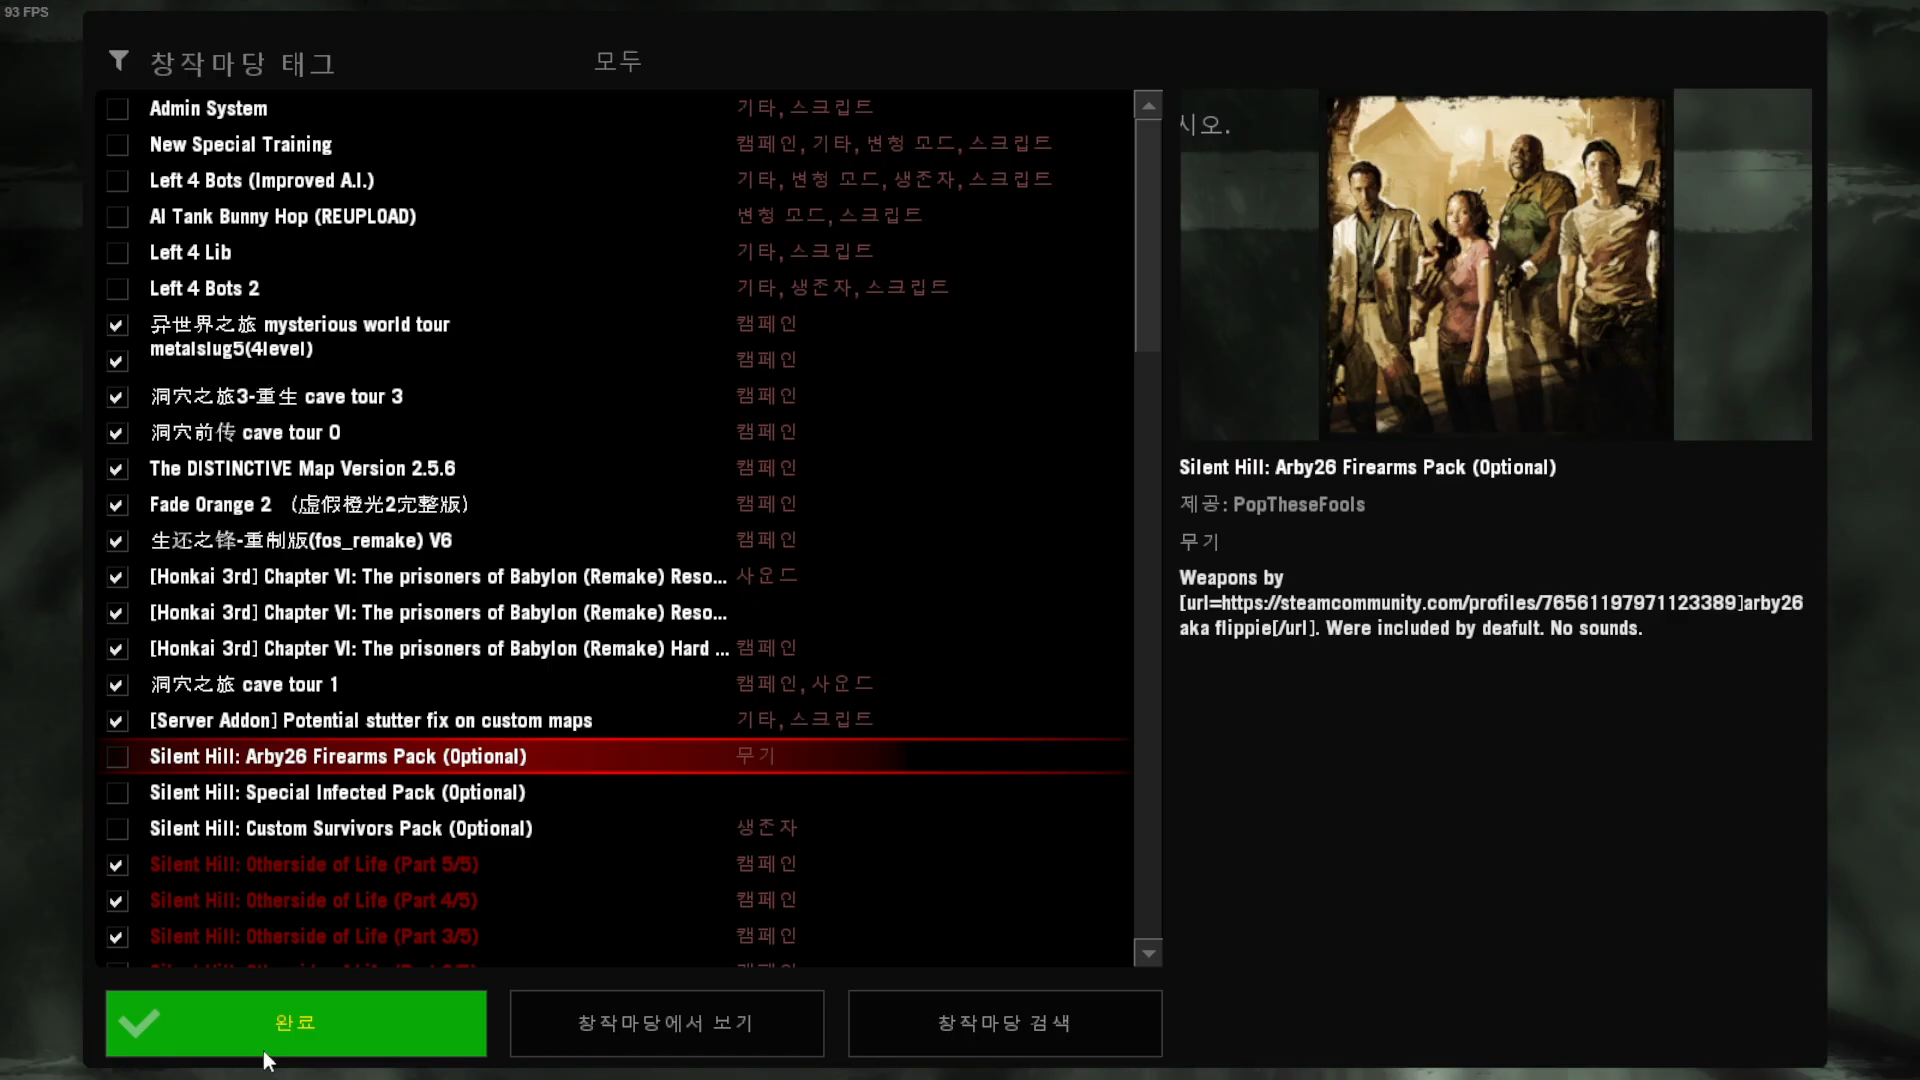 93 FPS
창작마당 태그 모두
Admin System 기타, 스크립트
New Special Training 캠페인, 기타, 변형 모드, 스크립트
Left 4 Bots (Improved A.I.) 기타, 변형 모드, 생존자, 스크립트
AI Tank Bunny Hop (REUPLOAD) 변형 모드, 스크립트
Left 4 Lib 기타, 스크립트
Left 4 Bots 2 기타, 생존자, 스크립트
异世界之旅 mysterious world tour 캠페인
metalslug5(4level) 캠페인
洞穴之旅3-重生 cave tour 3 캠페인
洞穴前传 cave tour 0 캠페인
The DISTINCTIVE Map Version 2.5.6 캠페인
Fade Orange 2 （虚假橙光2完整版） 캠페인
生还之锋-重制版(fos_remake) V6 캠페인
[Honkai 3rd] Chapter VI: The prisoners of Babylon (Remake) Reso... 사운드
[Honkai 3rd] Chapter VI: The prisoners of Babylon (Remake) Reso...
[Honkai 3rd] Chapter VI: The prisoners of Babylon (Remake) Hard ... 캠페인
洞穴之旅 cave tour 1 캠페인, 사운드
[Server Addon] Potential stutter fix on custom maps 기타, 스크립트
Silent Hill: Arby26 Firearms Pack (Optional) 무기
Silent Hill: Special Infected Pack (Optional)
Silent Hill: Custom Survivors Pack (Optional) 생존자
Silent Hill: Otherside of Life (Part 5/5) 캠페인
Silent Hill: Otherside of Life (Part 4/5) 캠페인
Silent Hill: Otherside of Life (Part 3/5) 캠페인
완료
창작마당에서 보기
창작마당 검색
시오.
Silent Hill: Arby26 Firearms Pack (Optional)
제공: PopTheseFools
무기
Weapons by
[url=https://steamcommunity.com/profiles/76561197971123389]arby26
aka flippie[/url]. Were included by deafult. No sounds.